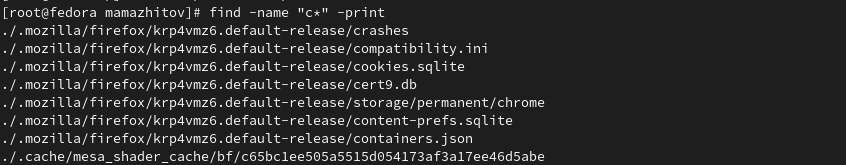 [root@fedora mamazhitov]# find -name "c*" -print
./.mozilla/firefox/krp4vmz6.default-release/crashes
./.mozilla/firefox/krp4vmz6.default-release/compatibility.ini
./.mozilla/firefox/krp4vmz6.default-release/cookies.sqlite
./.mozilla/firefox/krp4vmz6.default-release/cert9.db
./.mozilla/firefox/krp4vmz6.default-release/storage/permanent/chrome
./.mozilla/firefox/krp4vmz6.default-release/content-prefs.sqlite
./.mozilla/firefox/krp4vmz6.default-release/containers.json
./.cache/mesa_shader_cache/bf/c65bc1ee505a5515d054173af3a17ee46d5abe